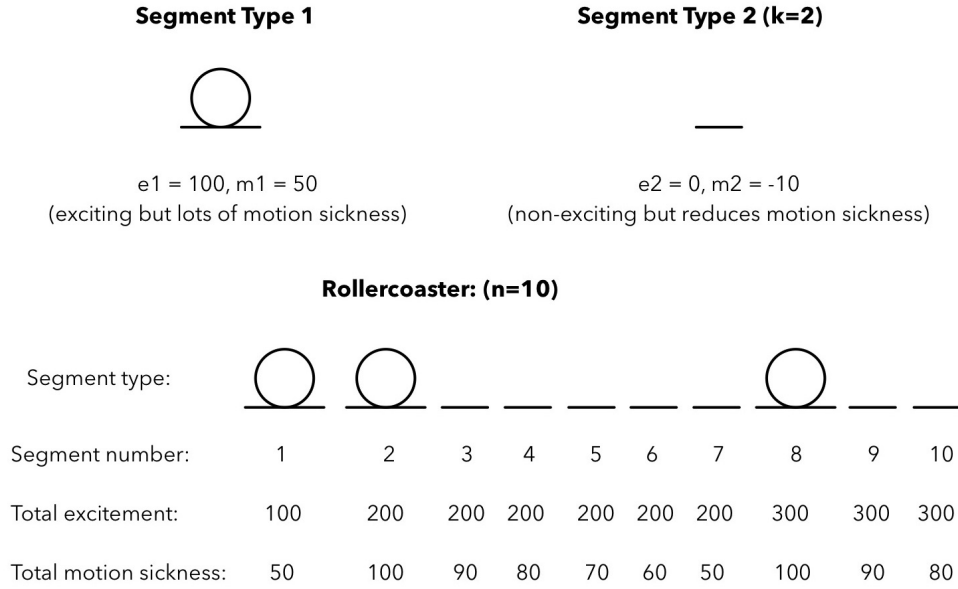 Segment Type 1
Segment Type 2 (k=2)
e1 = 100, m1 = 50
(exciting but lots of motion sickness)
e2 = 0, m2 = -10
(non-exciting but reduces motion sickness)
Rollercoaster: (n=10)
Segment type:
Segment number: 1 2 3 4 5 6 7 8 9 10
Total excitement: 100 200 200 200 200 200 200 300 300 300
Total motion sickness: 50 100 90 80 70 60 50 100 90 80